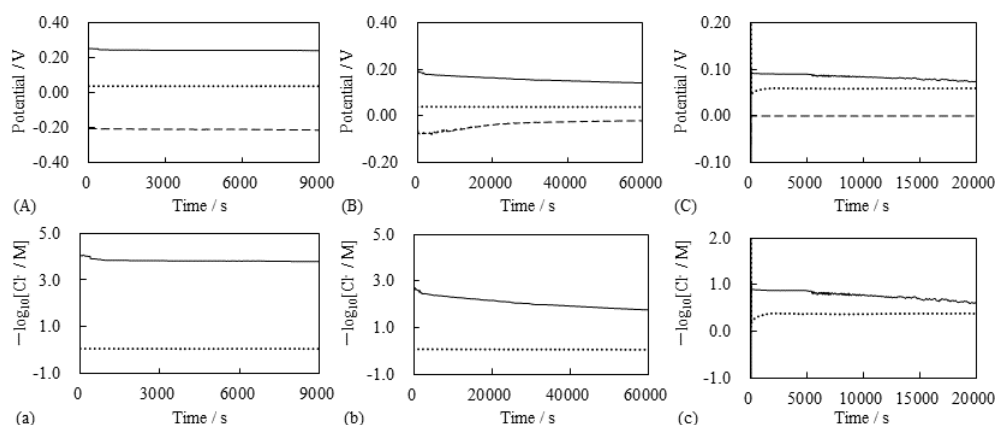 0.40
0.20
0.00
-0.20
-0.40
Potential / V
0
3000
6000
9000
(A)
Time / s
0.40
0.20
0.00
-0.20
Potential / V
0
20000
40000
60000
(B)
Time / s
0.20
0.10
0.00
-0.10
Potential / V
0
5000
10000
15000
20000
(C)
Time / s
5.0
3.0
1.0
-1.0
－log10[Cl- / M]
0
3000
6000
9000
(a)
Time / s
5.0
3.0
1.0
-1.0
－log10[Cl- / M]
0
20000
40000
60000
(b)
Time / s
2.0
1.0
0.0
-1.0
－log10[Cl- / M]
0
5000
10000
15000
20000
(c)
Time / s